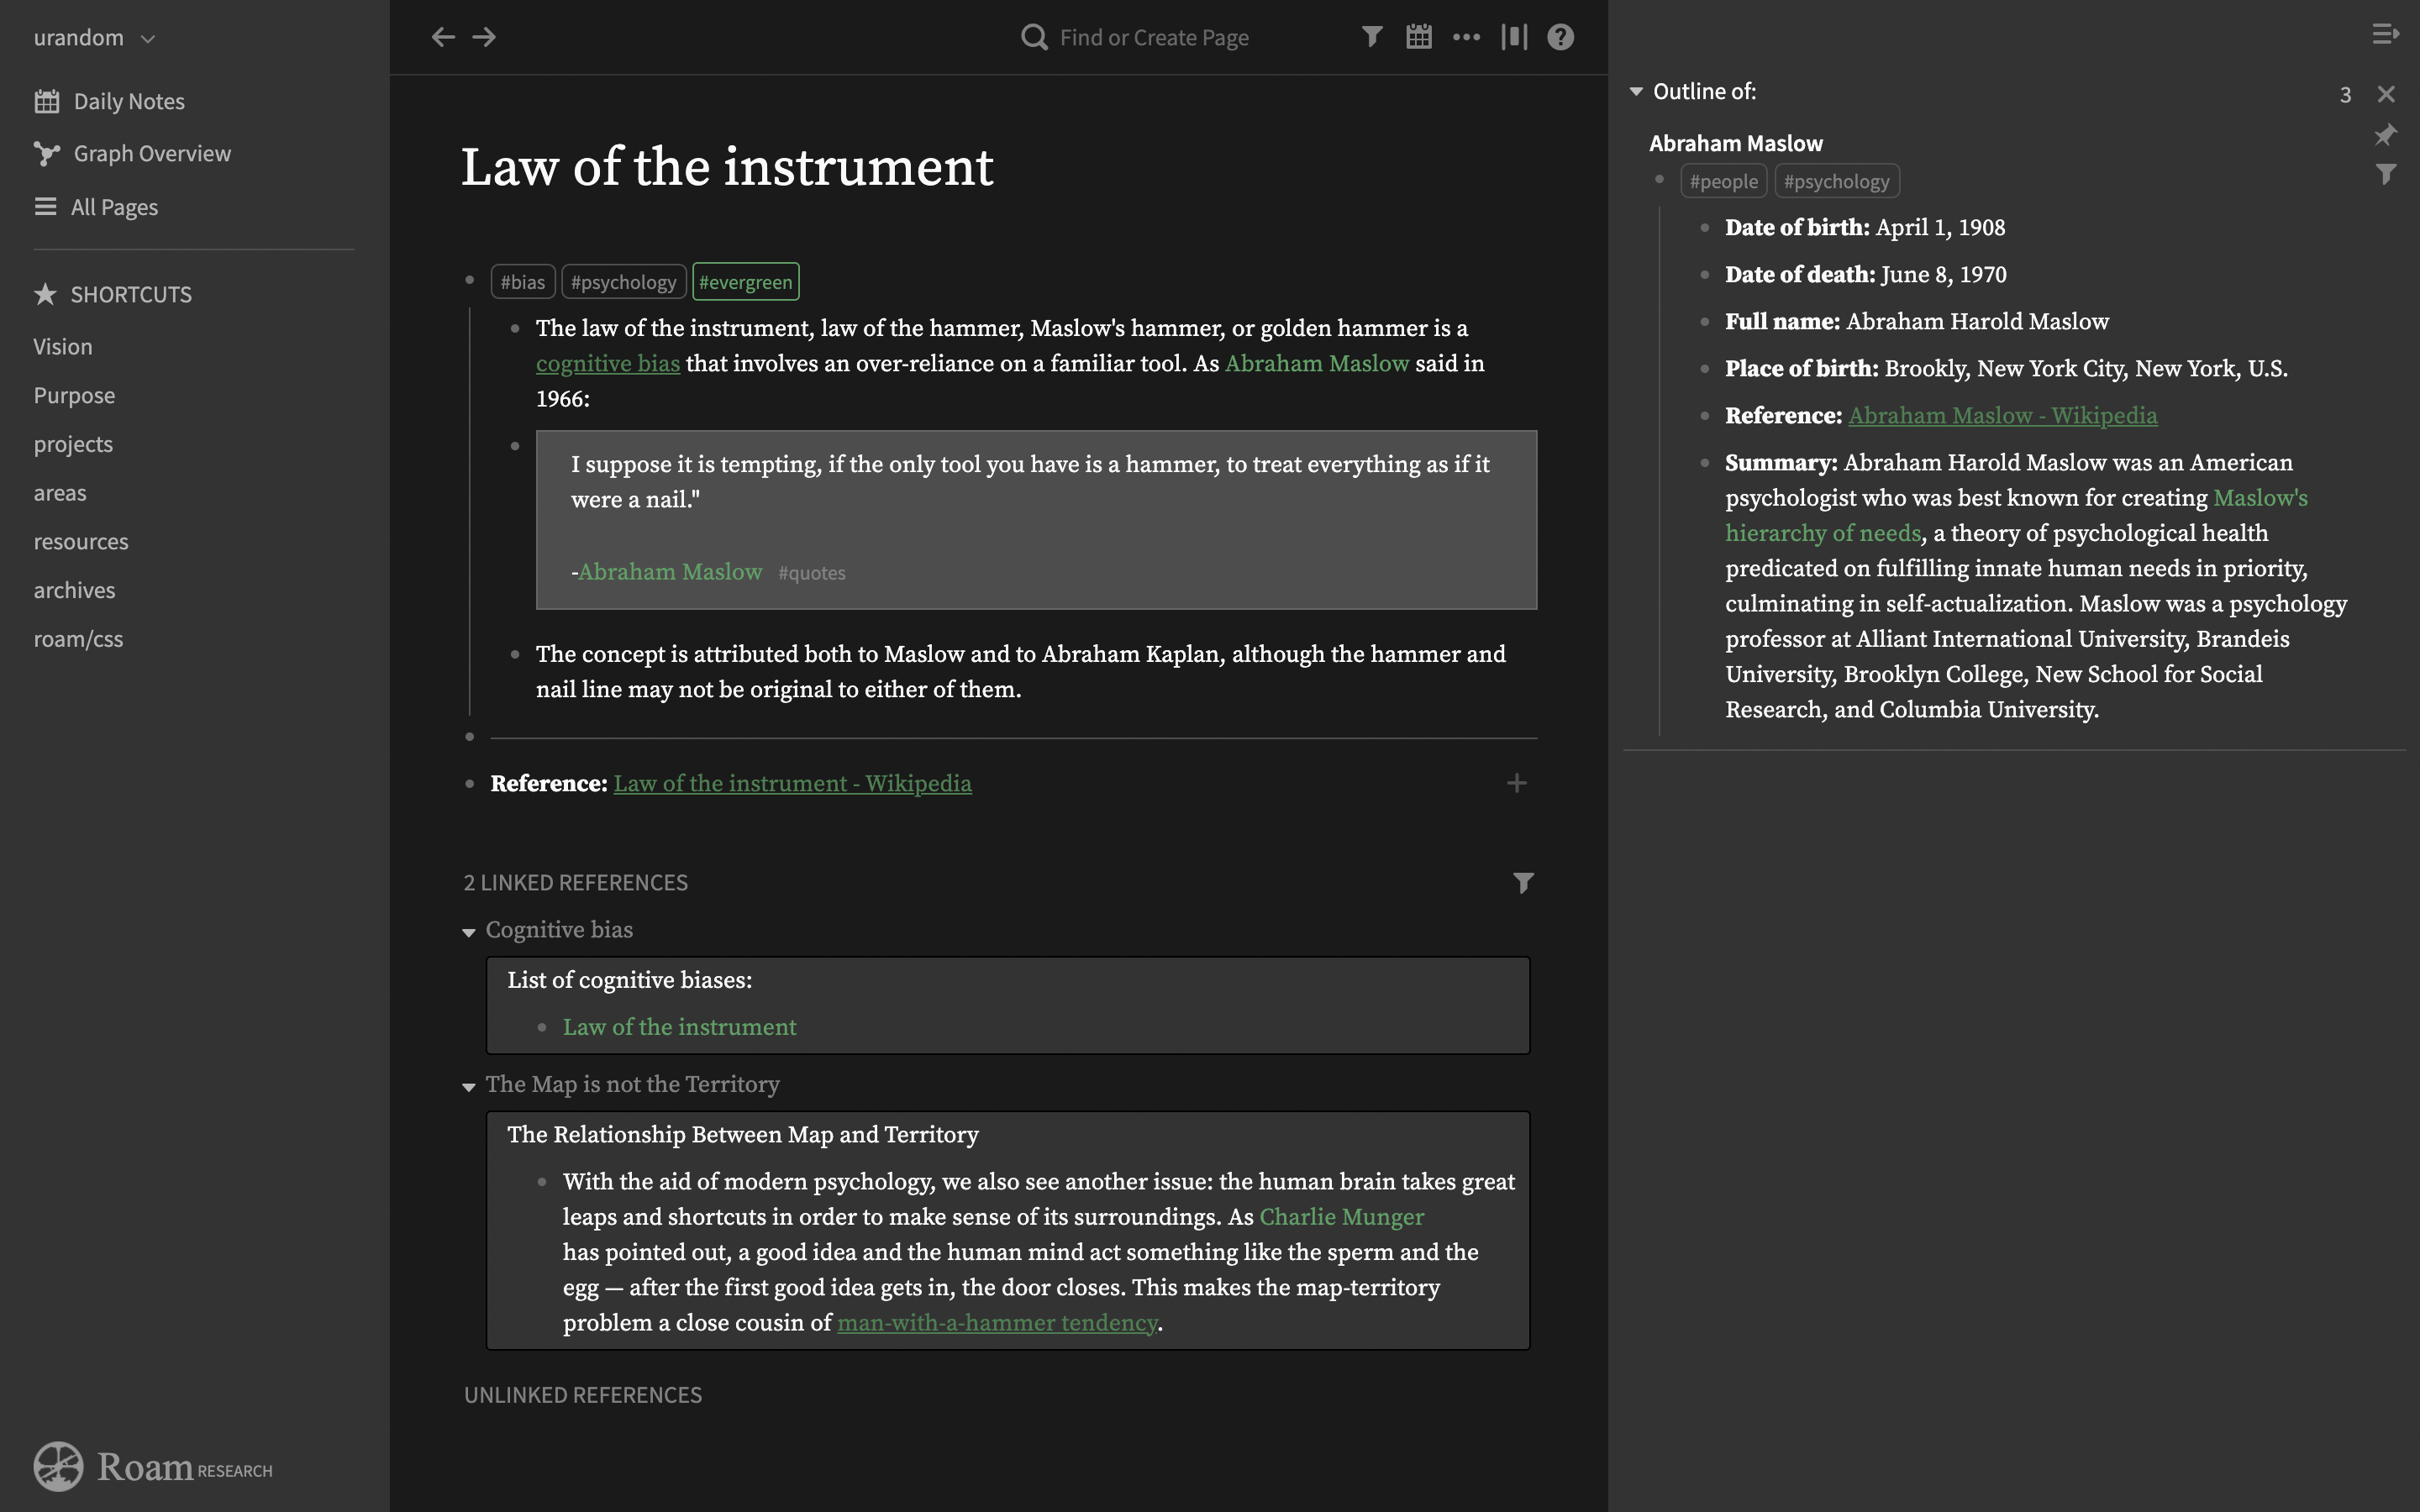 urandom
Daily Notes
Graph Overview
All Pages
SHORTCUTS
Vision
Purpose
projects
areas
resources
archives
roam/css
Roam RESEARCH
Find or Create Page
Law of the instrument
#bias #psychology #evergreen
The law of the instrument, law of the hammer, Maslow's hammer, or golden hammer is a
cognitive bias that involves an over-reliance on a familiar tool. As Abraham Maslow said in
1966:
I suppose it is tempting, if the only tool you have is a hammer, to treat everything as if it
were a nail."
-Abraham Maslow #quotes
The concept is attributed both to Maslow and to Abraham Kaplan, although the hammer and
nail line may not be original to either of them.
Reference: Law of the instrument - Wikipedia
2 LINKED REFERENCES
Cognitive bias
List of cognitive biases:
Law of the instrument
The Map is not the Territory
The Relationship Between Map and Territory
With the aid of modern psychology, we also see another issue: the human brain takes great
leaps and shortcuts in order to make sense of its surroundings. As Charlie Munger
has pointed out, a good idea and the human mind act something like the sperm and the
egg — after the first good idea gets in, the door closes. This makes the map-territory
problem a close cousin of man-with-a-hammer tendency.
UNLINKED REFERENCES
Outline of:
3
Abraham Maslow
#people #psychology
Date of birth: April 1, 1908
Date of death: June 8, 1970
Full name: Abraham Harold Maslow
Place of birth: Brookly, New York City, New York, U.S.
Reference: Abraham Maslow - Wikipedia
Summary: Abraham Harold Maslow was an American
psychologist who was best known for creating Maslow's
hierarchy of needs, a theory of psychological health
predicated on fulfilling innate human needs in priority,
culminating in self-actualization. Maslow was a psychology
professor at Alliant International University, Brandeis
University, Brooklyn College, New School for Social
Research, and Columbia University.